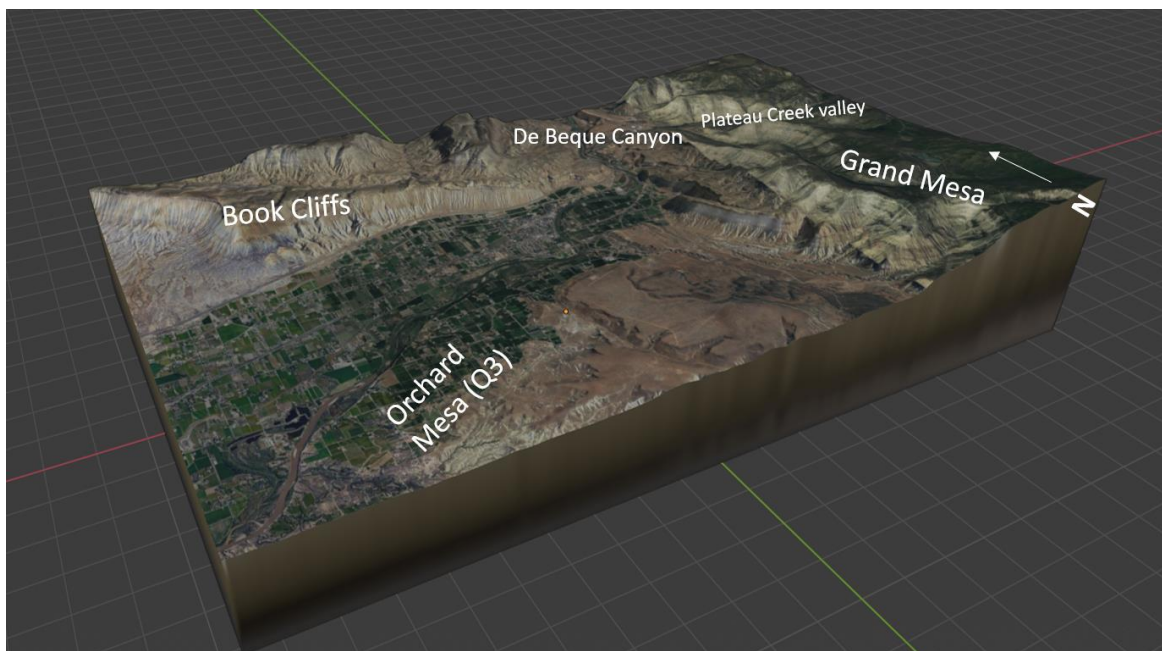 Plateau Creek valley
De Beque Canyon
Grand Mesa
N
Book Cliffs
Orchard
Mesa (Q3)